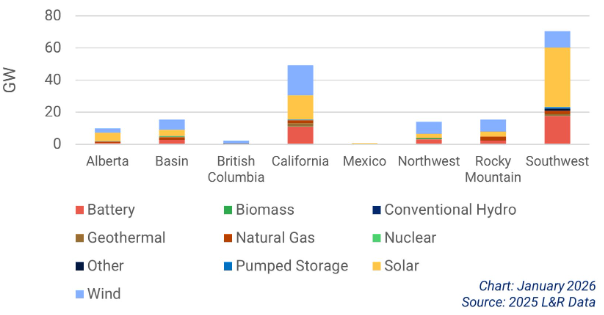 80
60
40
20
0
GW
Alberta
Basin
British
Columbia
California
Mexico
Northwest
Rocky
Mountain
Southwest
Battery
Biomass
Conventional Hydro
Geothermal
Natural Gas
Nuclear
Other
Pumped Storage
Solar
Wind
Chart: January 2026
Source: 2025 L&R Data